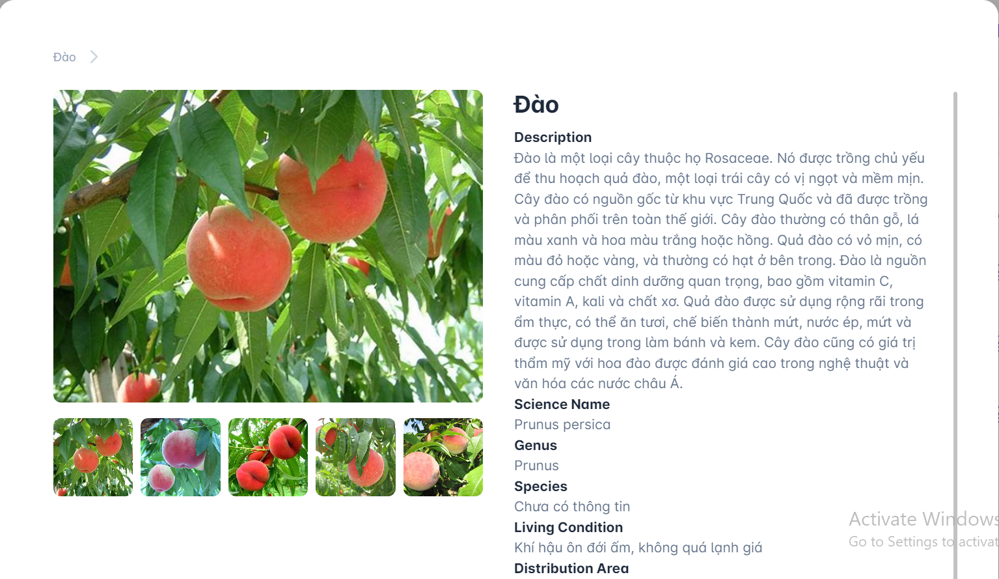 Đào
Đào
Description
Đào là một loại cây thuộc họ Rosaceae. Nó được trồng chủ yếu
để thu hoạch quả đào, một loại trái cây có vị ngọt và mềm mịn.
Cây đào có nguồn gốc từ khu vực Trung Quốc và đã được trồng
và phân phối trên toàn thế giới. Cây đào thường có thân gỗ, lá
màu xanh và hoa màu trắng hoặc hồng. Quả đào có vỏ mịn, có
màu đỏ hoặc vàng, và thường có hạt ở bên trong. Đào là nguồn
cung cấp chất dinh dưỡng quan trọng, bao gồm vitamin C,
vitamin A, kali và chất xơ. Quả đào được sử dụng rộng rãi trong
ẩm thực, có thể ăn tươi, chế biến thành mứt, nước ép, mứt và
được sử dụng trong làm bánh và kem. Cây đào cũng có giá trị
thẩm mỹ với hoa đào được đánh giá cao trong nghệ thuật và
văn hóa các nước châu Á.
Science Name
Prunus persica
Genus
Prunus
Species
Chưa có thông tin
Living Condition
Khí hậu ôn đới ấm, không quá lạnh giá
Distribution Area
Activate Windows
Go to Settings to activat